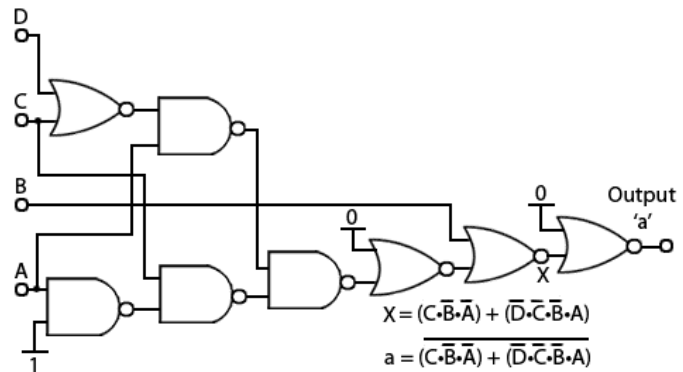 D
C
B
0
0
Output
'a'
A
X
X = (C•B̅•A̅) + (D̅•C̅•B̅•A)
a = (C•B̅•A̅) + (D̅•C̅•B̅•A)
1